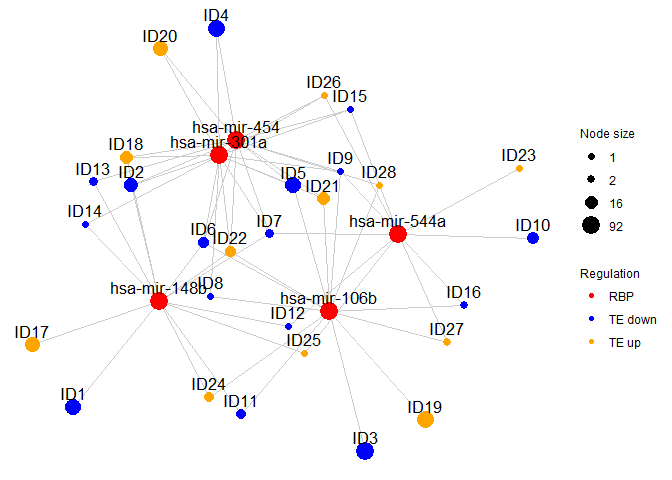 ID4
ID20
ID26
ID15
hsa-mir-454
hsa-mir-301a
Node size
ID18
ID9
ID23
1
ID13
ID2
ID5
ID28
2
ID21
16
ID14
ID7
hsa-mir-544a
ID10
92
ID6
ID22
Regulation
hsa-mir-148b
ID8
hsa-mir-106b
ID16
RBP
ID12
TE down
ID17
ID25
ID27
TE up
ID24
ID1
ID11
ID19
ID3